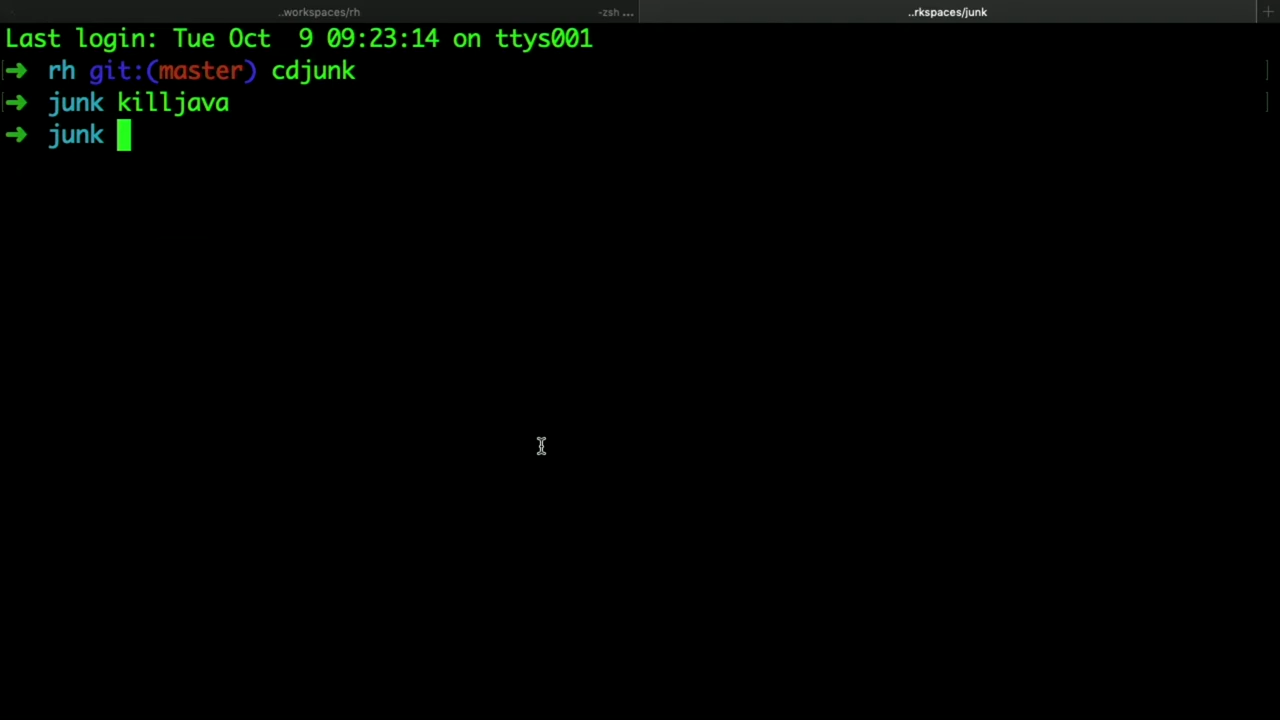 ..workspaces/rh -zsh ... ..rkspaces/junk +
Last login: Tue Oct  9 09:23:14 on ttys001
➜ rh git:(master) cdjunk
➜ junk killjava
➜ junk